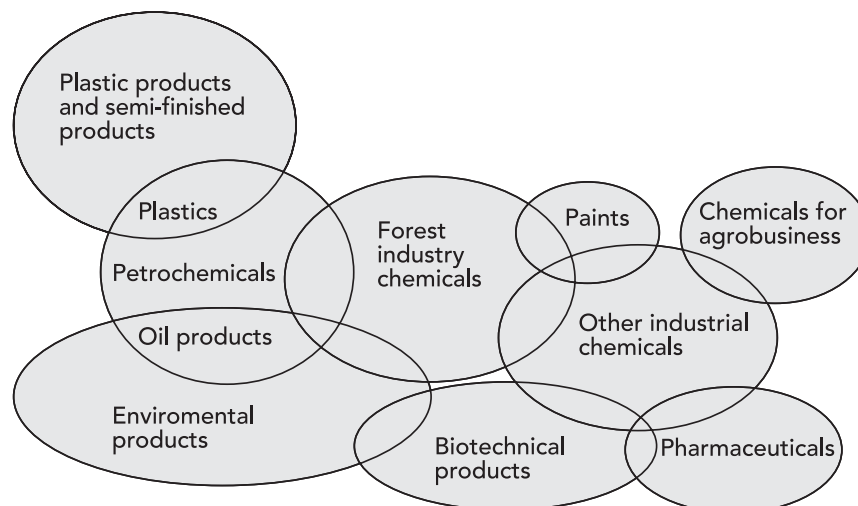 Plastic products
and semi-finished
products
Plastics
Petrochemicals
Oil products
Enviromental
products
Forest
industry
chemicals
Paints
Chemicals for
agrobusiness
Other industrial
chemicals
Biotechnical
products
Pharmaceuticals